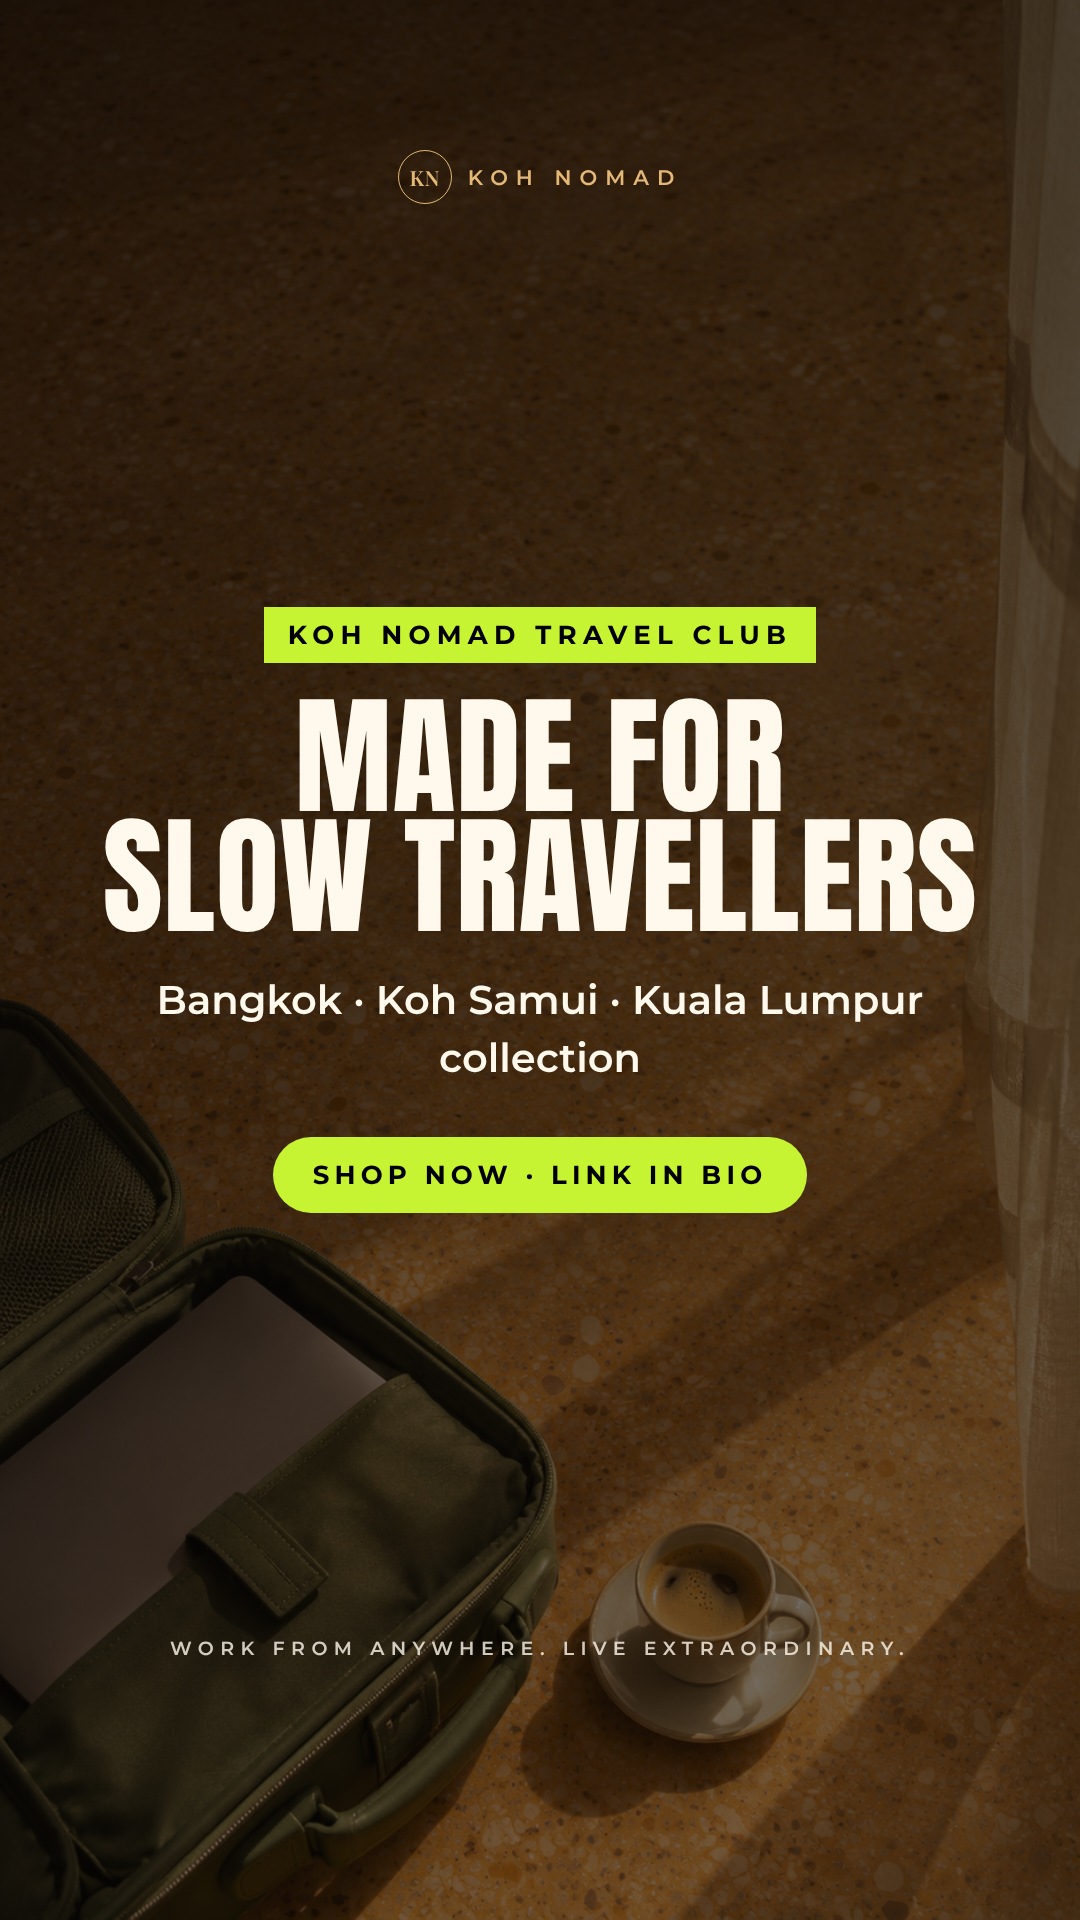 KN KOH NOMAD
KOH NOMAD TRAVEL CLUB
MADE FOR
SLOW TRAVELLERS
Bangkok · Koh Samui · Kuala Lumpur
collection
SHOP NOW · LINK IN BIO
WORK FROM ANYWHERE. LIVE EXTRAORDINARY.